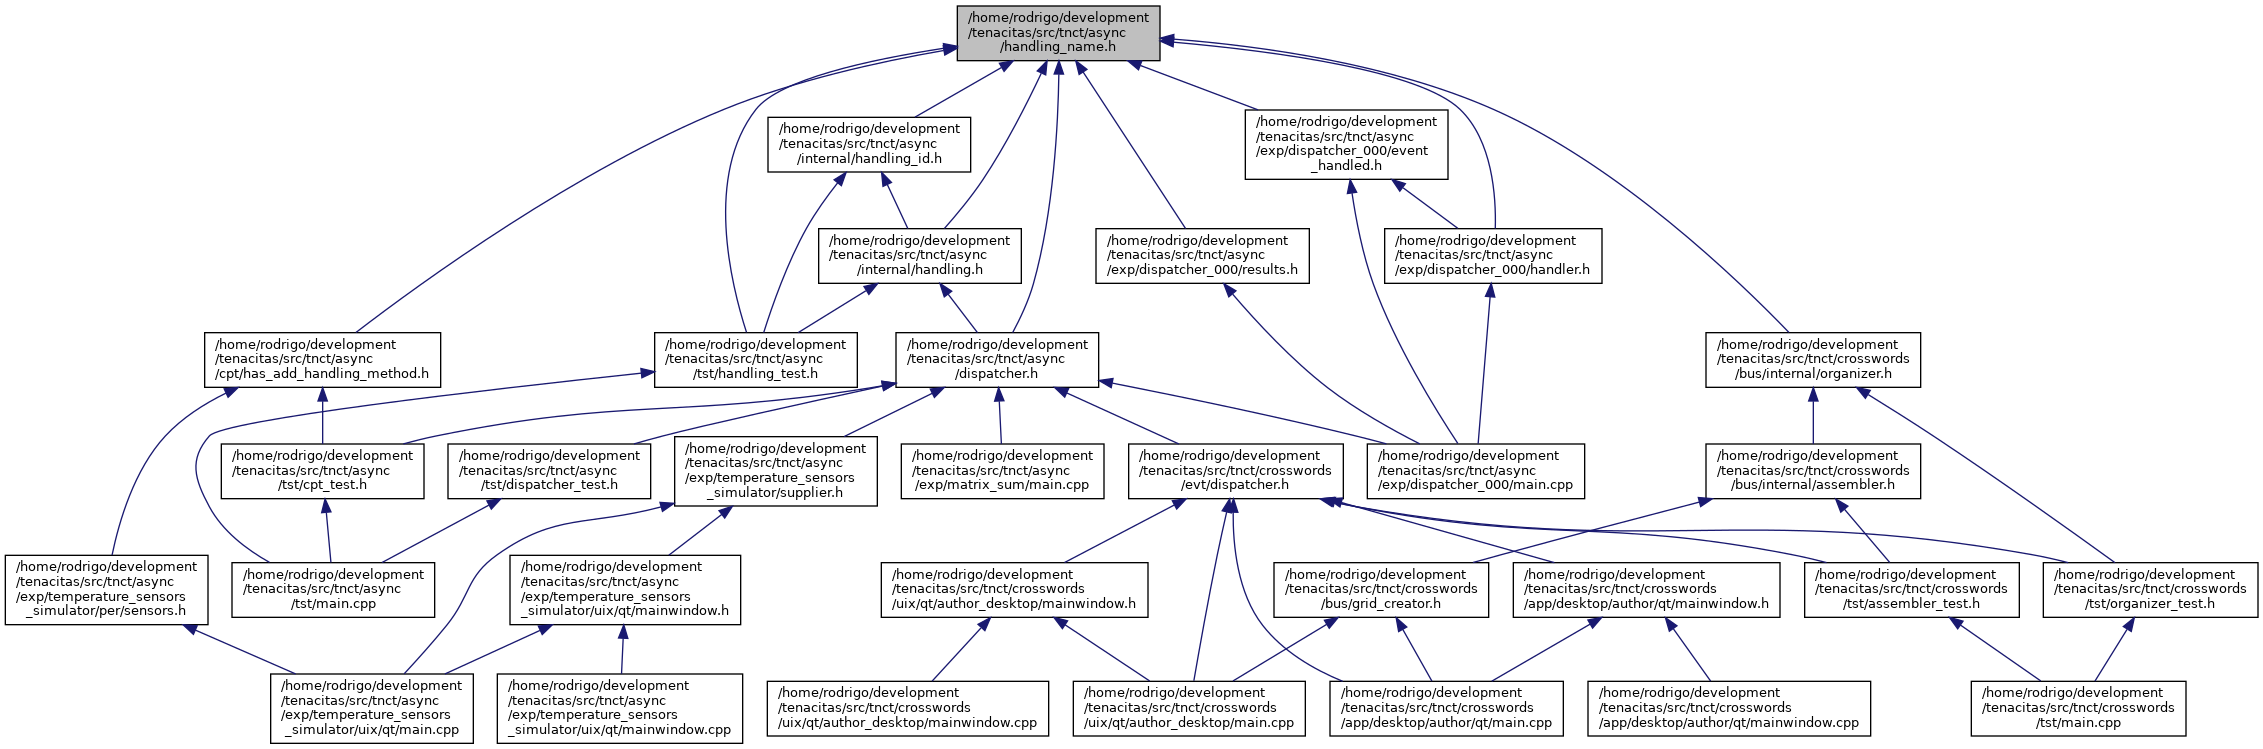 /home/rodrigo/development
/tenacitas/src/tnct/async
/handling_name.h
/home/rodrigo/development
/tenacitas/src/tnct/async
/internal/handling_id.h
/home/rodrigo/development
/tenacitas/src/tnct/async
/exp/dispatcher_000/event
_handled.h
/home/rodrigo/development
/tenacitas/src/tnct/async
/internal/handling.h
/home/rodrigo/development
/tenacitas/src/tnct/async
/exp/dispatcher_000/results.h
/home/rodrigo/development
/tenacitas/src/tnct/async
/exp/dispatcher_000/handler.h
/home/rodrigo/development
/tenacitas/src/tnct/async
/cpt/has_add_handling_method.h
/home/rodrigo/development
/tenacitas/src/tnct/async
/tst/handling_test.h
/home/rodrigo/development
/tenacitas/src/tnct/async
/dispatcher.h
/home/rodrigo/development
/tenacitas/src/tnct/crosswords
/bus/internal/organizer.h
/home/rodrigo/development
/tenacitas/src/tnct/async
/tst/cpt_test.h
/home/rodrigo/development
/tenacitas/src/tnct/async
/tst/dispatcher_test.h
/home/rodrigo/development
/tenacitas/src/tnct/async
/exp/temperature_sensors
_simulator/supplier.h
/home/rodrigo/development
/tenacitas/src/tnct/async
/exp/matrix_sum/main.cpp
/home/rodrigo/development
/tenacitas/src/tnct/crosswords
/evt/dispatcher.h
/home/rodrigo/development
/tenacitas/src/tnct/async
/exp/dispatcher_000/main.cpp
/home/rodrigo/development
/tenacitas/src/tnct/crosswords
/bus/internal/assembler.h
/home/rodrigo/development
/tenacitas/src/tnct/async
/exp/temperature_sensors
_simulator/per/sensors.h
/home/rodrigo/development
/tenacitas/src/tnct/async
/tst/main.cpp
/home/rodrigo/development
/tenacitas/src/tnct/async
/exp/temperature_sensors
_simulator/uix/qt/mainwindow.h
/home/rodrigo/development
/tenacitas/src/tnct/crosswords
/uix/qt/author_desktop/mainwindow.h
/home/rodrigo/development
/tenacitas/src/tnct/crosswords
/bus/grid_creator.h
/home/rodrigo/development
/tenacitas/src/tnct/crosswords
/app/desktop/author/qt/mainwindow.h
/home/rodrigo/development
/tenacitas/src/tnct/crosswords
/tst/assembler_test.h
/home/rodrigo/development
/tenacitas/src/tnct/crosswords
/tst/organizer_test.h
/home/rodrigo/development
/tenacitas/src/tnct/async
/exp/temperature_sensors
_simulator/uix/qt/main.cpp
/home/rodrigo/development
/tenacitas/src/tnct/async
/exp/temperature_sensors
_simulator/uix/qt/mainwindow.cpp
/home/rodrigo/development
/tenacitas/src/tnct/crosswords
/uix/qt/author_desktop/mainwindow.cpp
/home/rodrigo/development
/tenacitas/src/tnct/crosswords
/uix/qt/author_desktop/main.cpp
/home/rodrigo/development
/tenacitas/src/tnct/crosswords
/app/desktop/author/qt/main.cpp
/home/rodrigo/development
/tenacitas/src/tnct/crosswords
/app/desktop/author/qt/mainwindow.cpp
/home/rodrigo/development
/tenacitas/src/tnct/crosswords
/tst/main.cpp